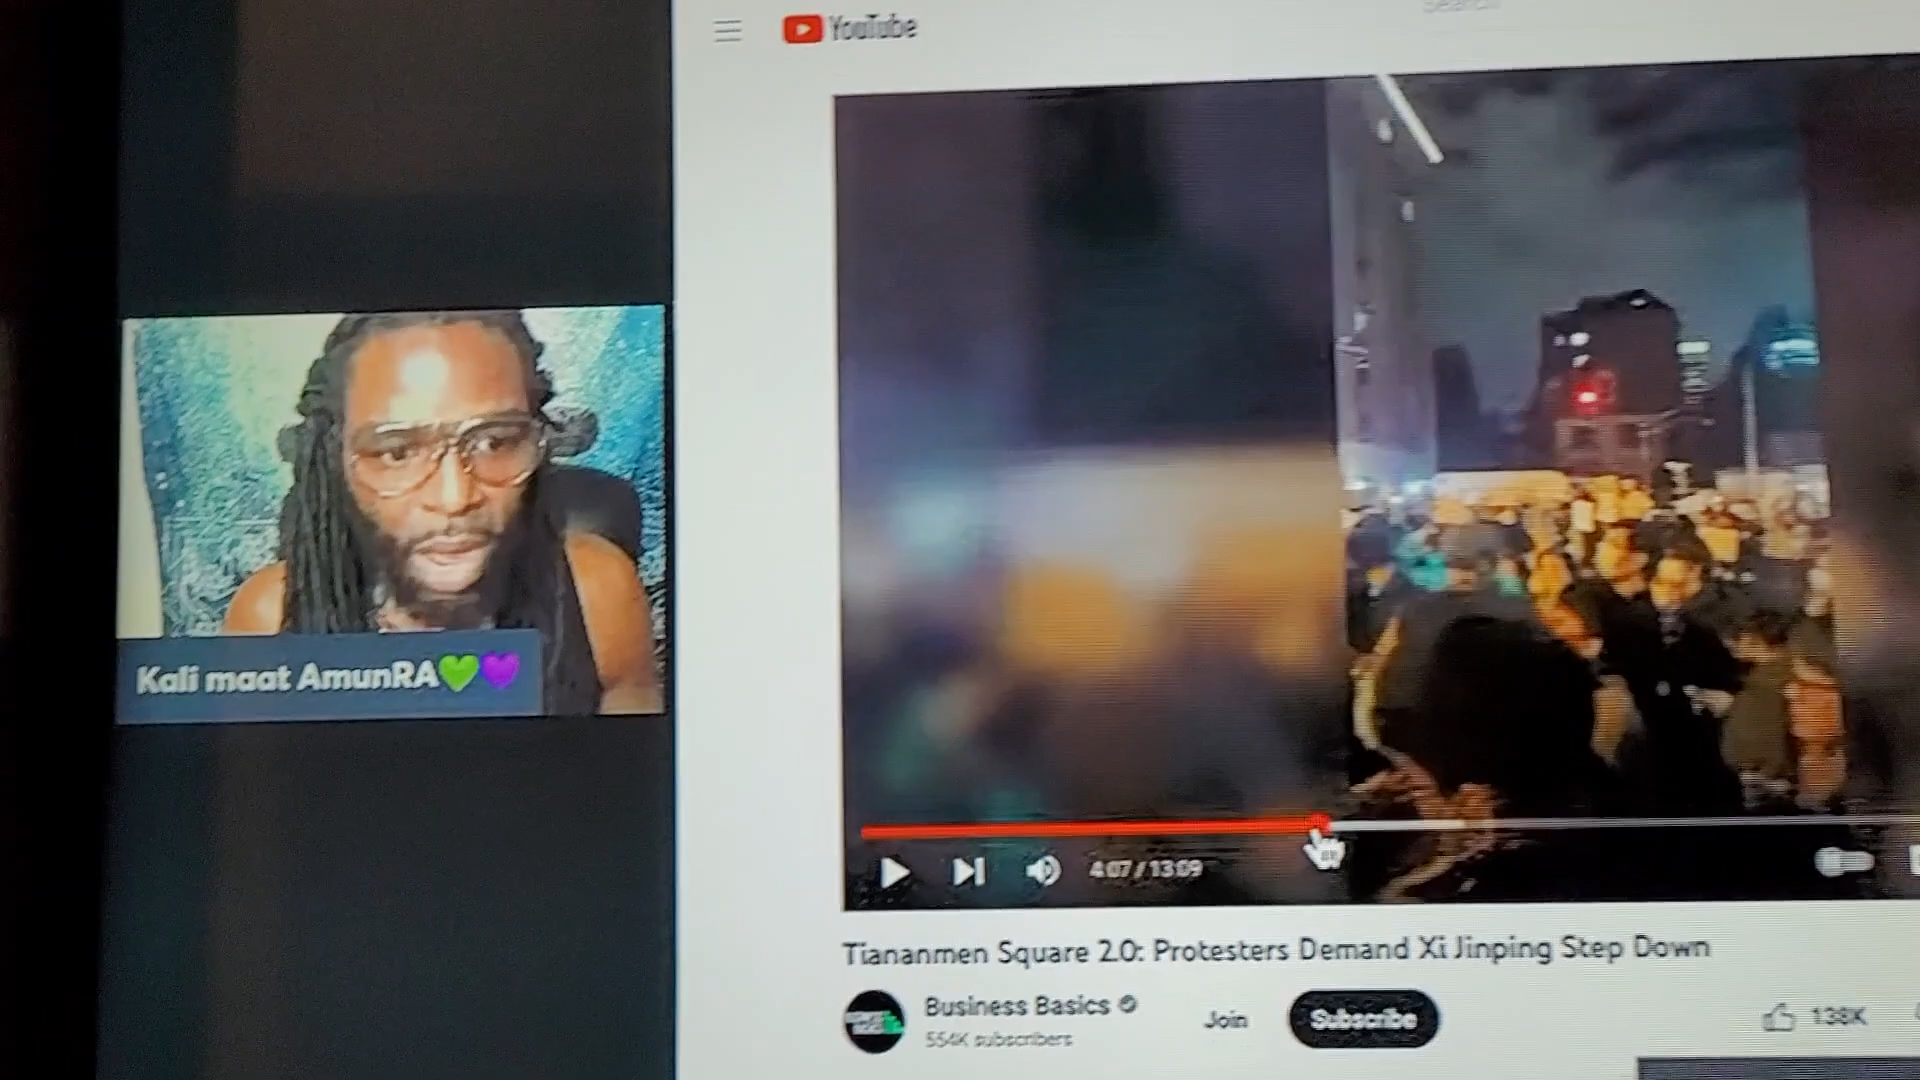 YouTube
Search
Kali maat AmunRA💚💜
4:07 / 13:09
Tiananmen Square 2.0: Protesters Demand Xi Jinping Step Down
Business Basics
554K subscribers
Join
Subscribe
138K